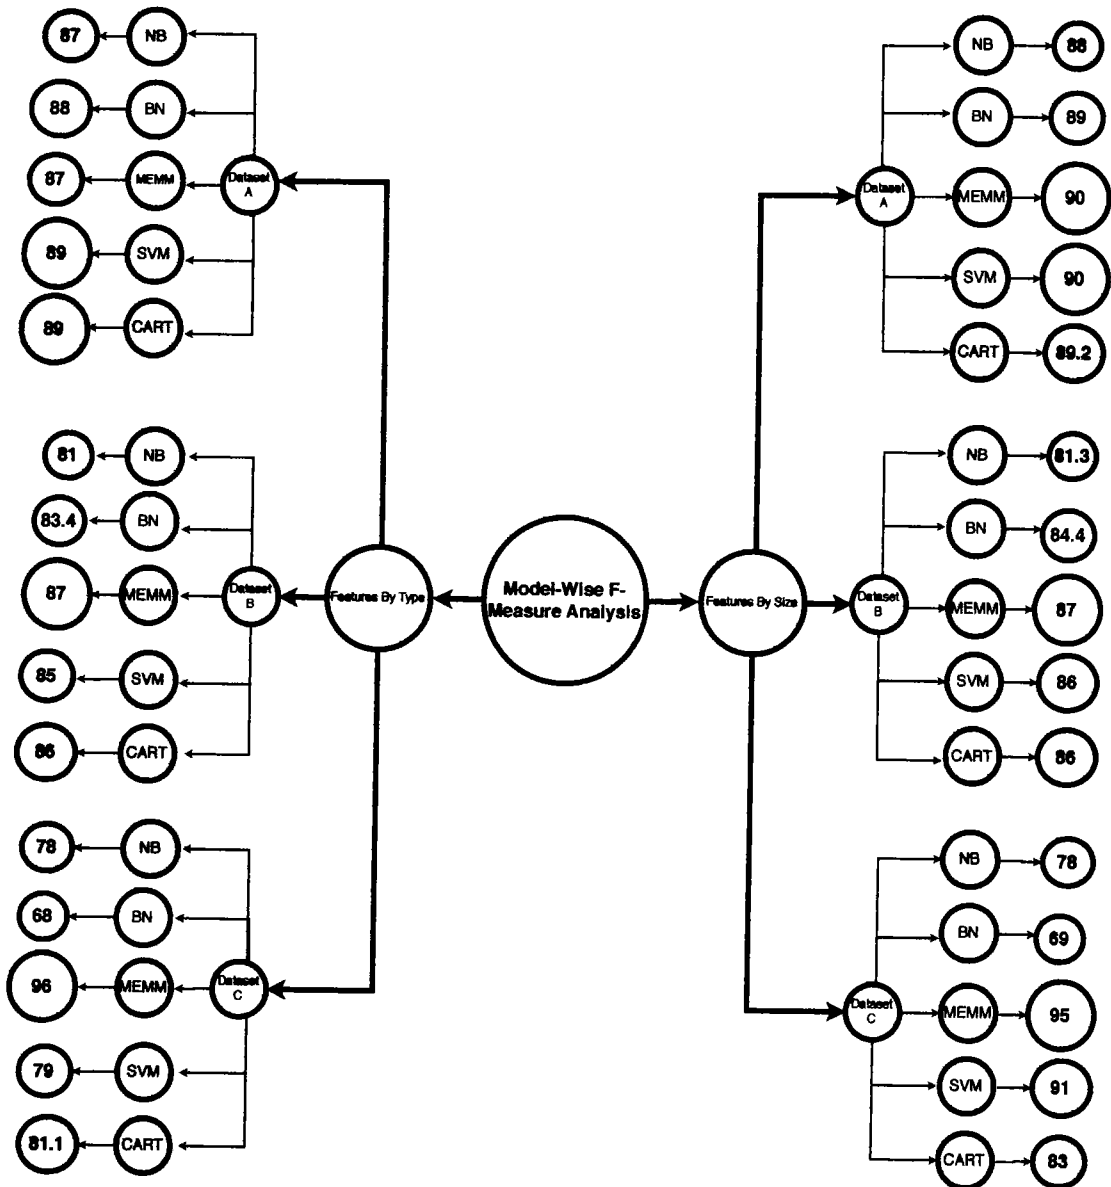 87
NB
88
BN
87
MEMM
Dataset
A
89
SVM
89
CART
81
NB
83.4
BN
87
MEMM
Dataset
B
85
SVM
86
CART
78
NB
68
BN
96
MEMM
Dataset
C
79
SVM
81.1
CART
Features By Type
Model-Wise F-
Measure Analysis
Features By Size
NB
88
BN
89
Dataset
A
MEMM
90
SVM
90
CART
89.2
NB
81.3
BN
84.4
Dataset
B
MEMM
87
SVM
86
CART
86
NB
78
BN
69
Dataset
C
MEMM
95
SVM
91
CART
83